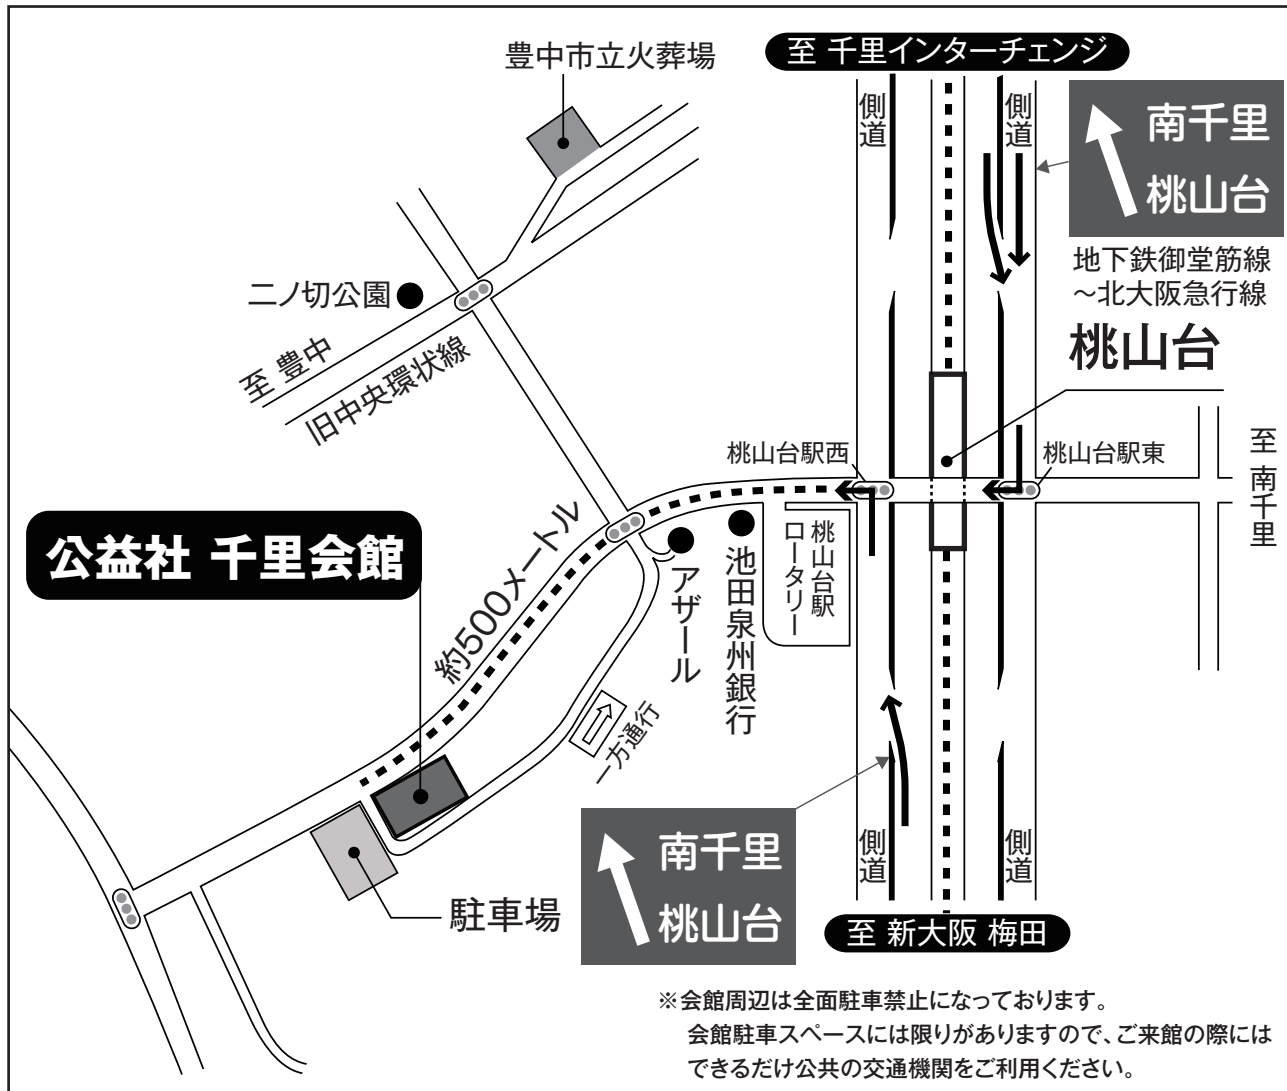 豊中市立火葬場
至 千里インターチェンジ
側道
側道
南千里
桃山台
地下鉄御堂筋線
～北大阪急行線
桃山台
二ノ切公園
至 豊中
旧中央環状線
桃山台駅西
桃山台駅東
至 南千里
公益社 千里会館
約500メートル
アザール
池田泉州銀行
桃山台駅
ロータリー
一方通行
駐車場
南千里
桃山台
側道
側道
至 新大阪 梅田
※会館周辺は全面駐車禁止になっております。
会館駐車スペースには限りがありますので、ご来館の際には
できるだけ公共の交通機関をご利用ください。